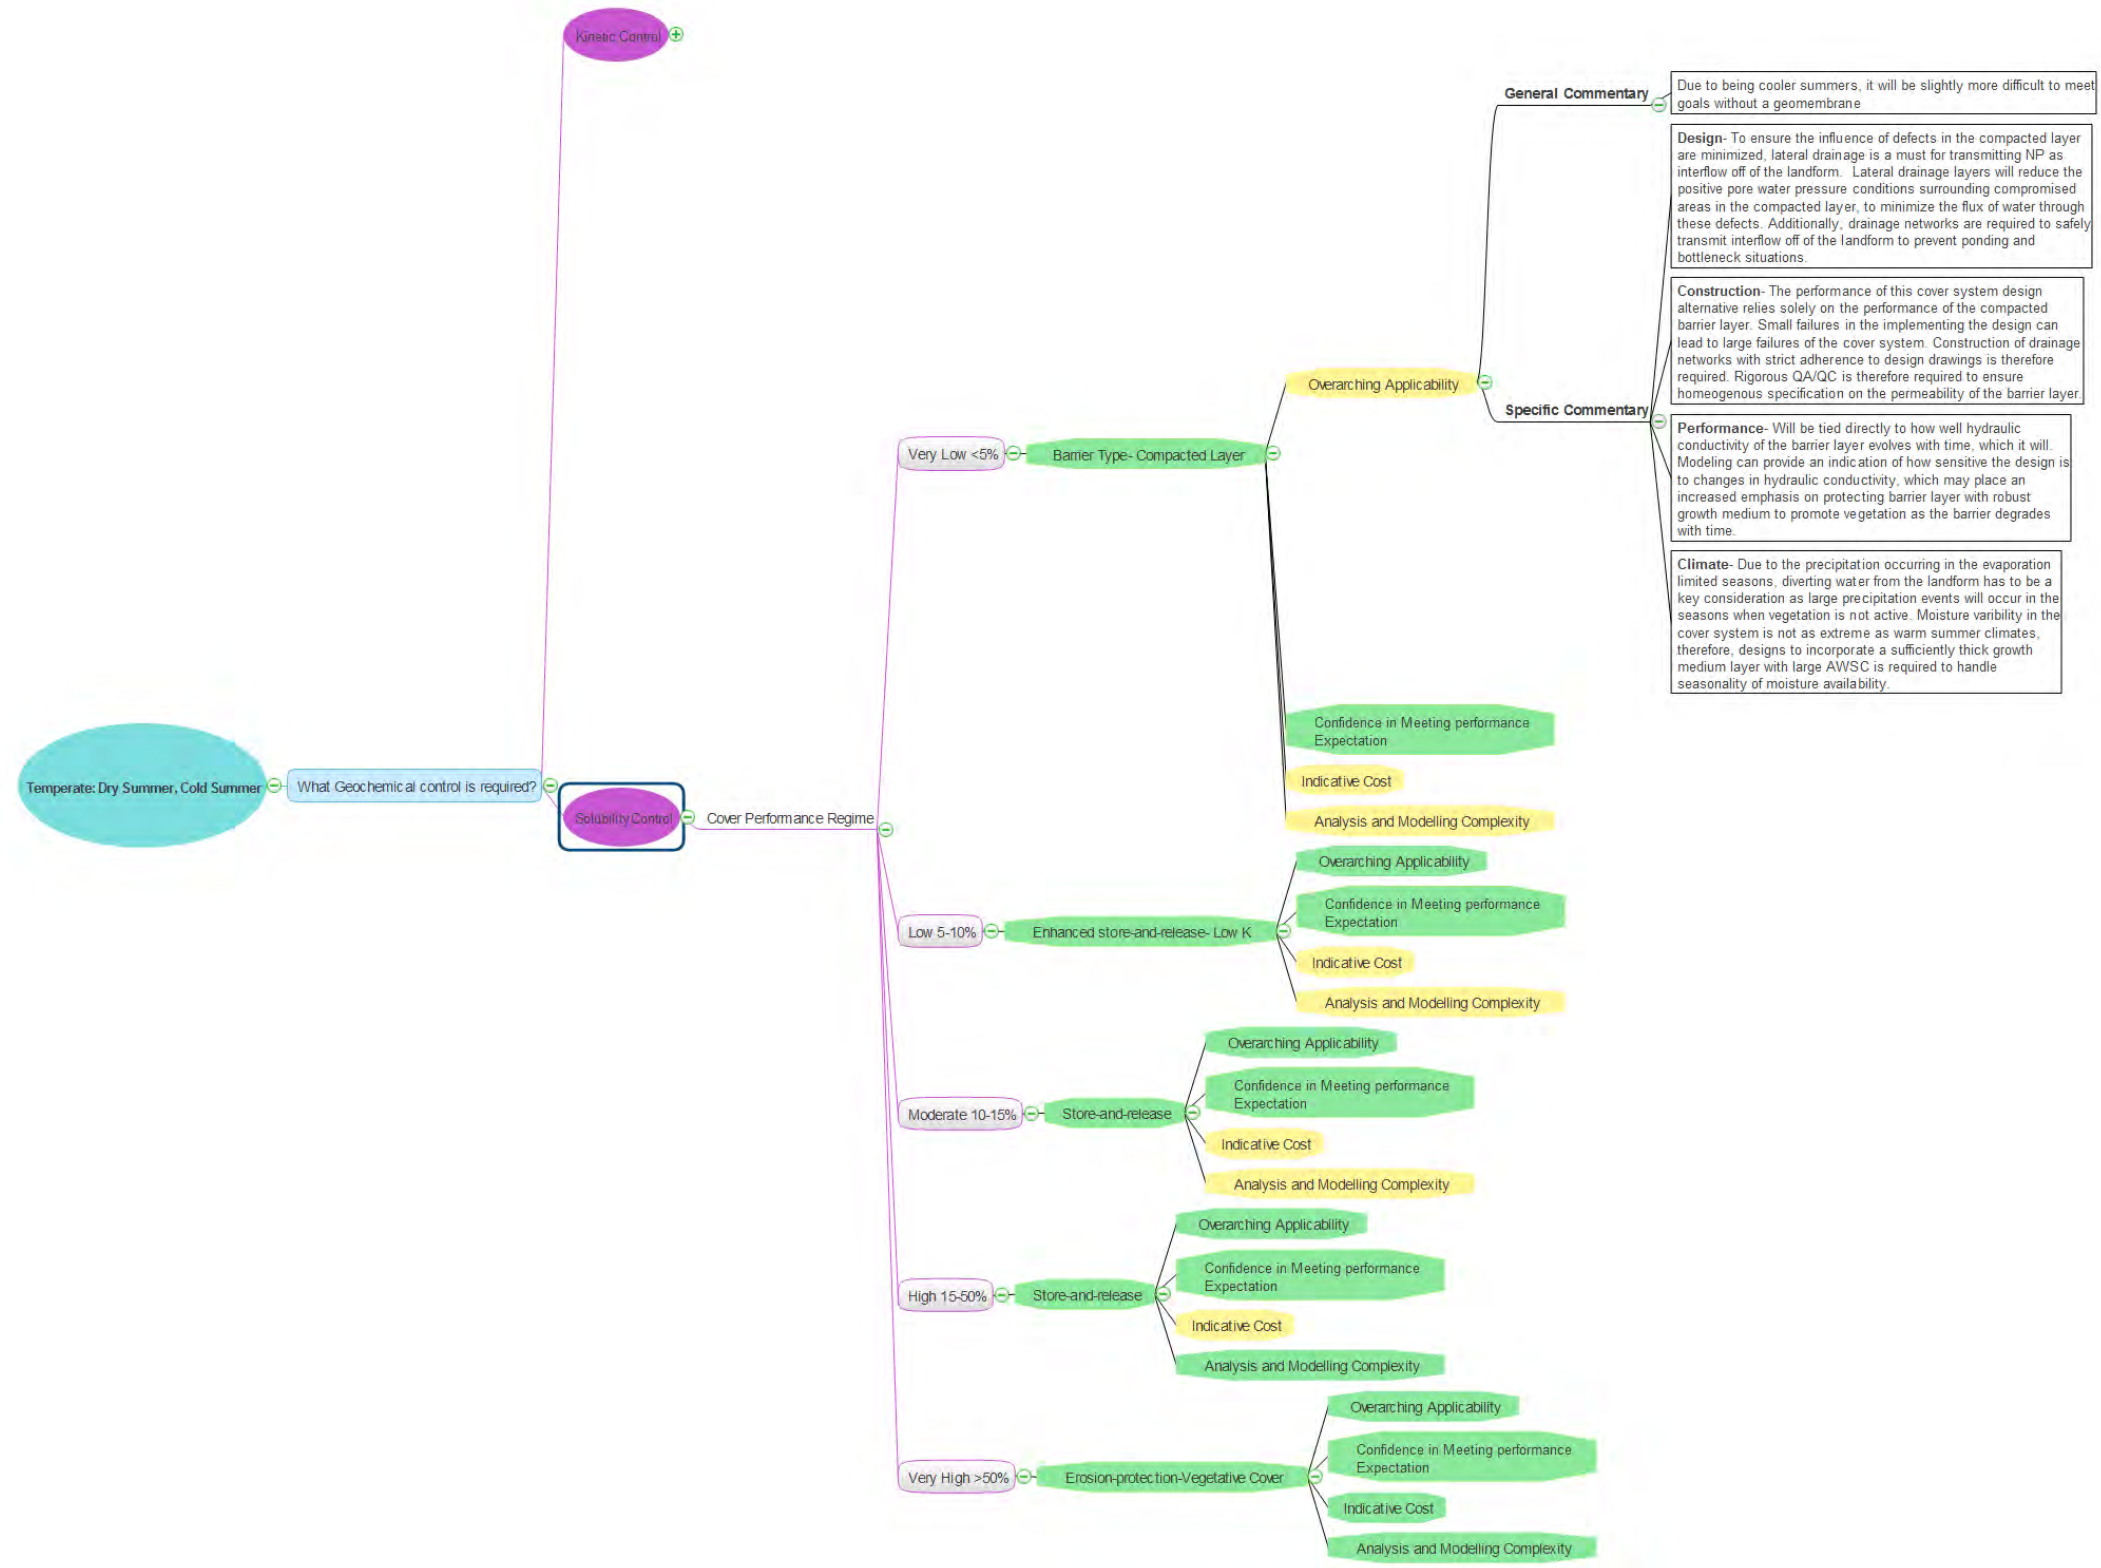 Kinetic Control
General Commentary
Due to being cooler summers, it will be slightly more difficult to meet
goals without a geomembrane
Design- To ensure the influence of defects in the compacted layer
are minimized, lateral drainage is a must for transmitting NP as
interflow off of the landform. Lateral drainage layers will reduce the
positive pore water pressure conditions surrounding compromised
areas in the compacted layer, to minimize the flux of water through
these defects. Additionally, drainage networks are required to safely
transmit interflow off of the landform to prevent ponding and
bottleneck situations.
Construction- The performance of this cover system design
alternative relies solely on the performance of the compacted
barrier layer. Small failures in the implementing the design can
lead to large failures of the cover system. Construction of drainage
networks with strict adherence to design drawings is therefore
required. Rigorous QA/QC is therefore required to ensure
homeogenous specification on the permeability of the barrier layer.
Overarching Applicability
Specific Commentary
Performance- Will be tied directly to how well hydraulic
conductivity of the barrier layer evolves with time, which it will.
Modeling can provide an indication of how sensitive the design is
to changes in hydraulic conductivity, which may place an
increased emphasis on protecting barrier layer with robust
growth medium to promote vegetation as the barrier degrades
with time.
Very Low <5%
Barrier Type- Compacted Layer
Climate- Due to the precipitation occurring in the evaporation
limited seasons, diverting water from the landform has to be a
key consideration as large precipitation events will occur in the
seasons when vegetation is not active. Moisture varibility in the
cover system is not as extreme as warm summer climates,
therefore, designs to incorporate a sufficiently thick growth
medium layer with large AWSC is required to handle
seasonality of moisture availability.
Confidence in Meeting performance
Expectation
Indicative Cost
Analysis and Modelling Complexity
Temperate: Dry Summer, Cold Summer
What Geochemical control is required?
Solubility Control
Cover Performance Regime
Overarching Applicability
Confidence in Meeting performance
Expectation
Low 5-10%
Enhanced store-and-release- Low K
Indicative Cost
Analysis and Modelling Complexity
Overarching Applicability
Confidence in Meeting performance
Expectation
Moderate 10-15%
Store-and-release
Indicative Cost
Analysis and Modelling Complexity
Overarching Applicability
Confidence in Meeting performance
Expectation
High 15-50%
Store-and-release
Indicative Cost
Analysis and Modelling Complexity
Overarching Applicability
Confidence in Meeting performance
Expectation
Very High >50%
Erosion-protection-Vegetative Cover
Indicative Cost
Analysis and Modelling Complexity